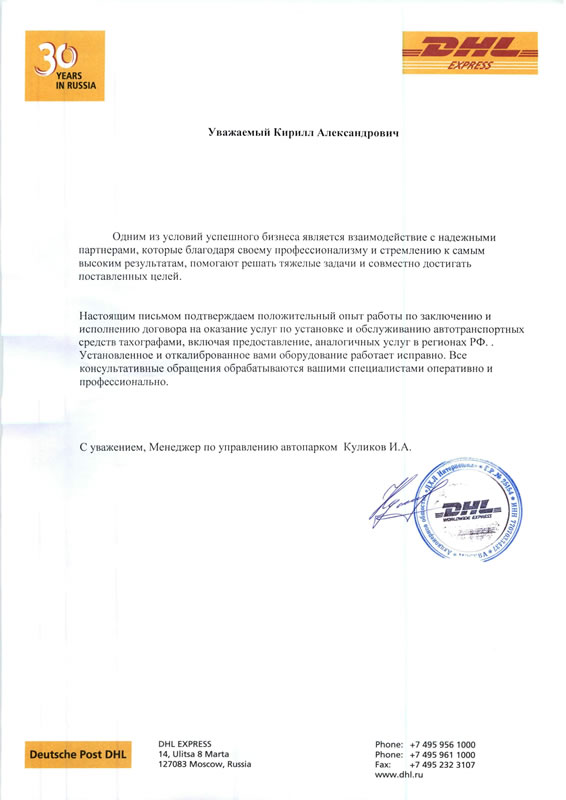 30
YEARS
IN RUSSIA
DHL
EXPRESS
Уважаемый Кирилл Александрович
Одним из условий успешного бизнеса является взаимодействие с надежными
партнерами, которые благодаря своему профессионализму и стремлению к самым
высоким результатам, помогают решать тяжелые задачи и совместно достигать
поставленных целей.
Настоящим письмом подтверждаем положительный опыт работы по заключению и
исполнению договора на оказание услуг по установке и обслуживанию автотранспортных
средств тахографами, включая предоставление, аналогичных услуг в регионах РФ. .
Установленное и откалиброванное вами оборудование работает исправно. Все
консультативные обращения обрабатываются вашими специалистами оперативно и
профессионально.
С уважением, Менеджер по управлению автопарком  Куликов И.А.
DHL
WORLDWIDE EXPRESS
Deutsche Post DHL
DHL EXPRESS
14, Ulitsa 8 Marta
127083 Moscow, Russia
Phone: +7 495 956 1000
Phone: +7 495 961 1000
Fax: +7 495 232 3107
www.dhl.ru